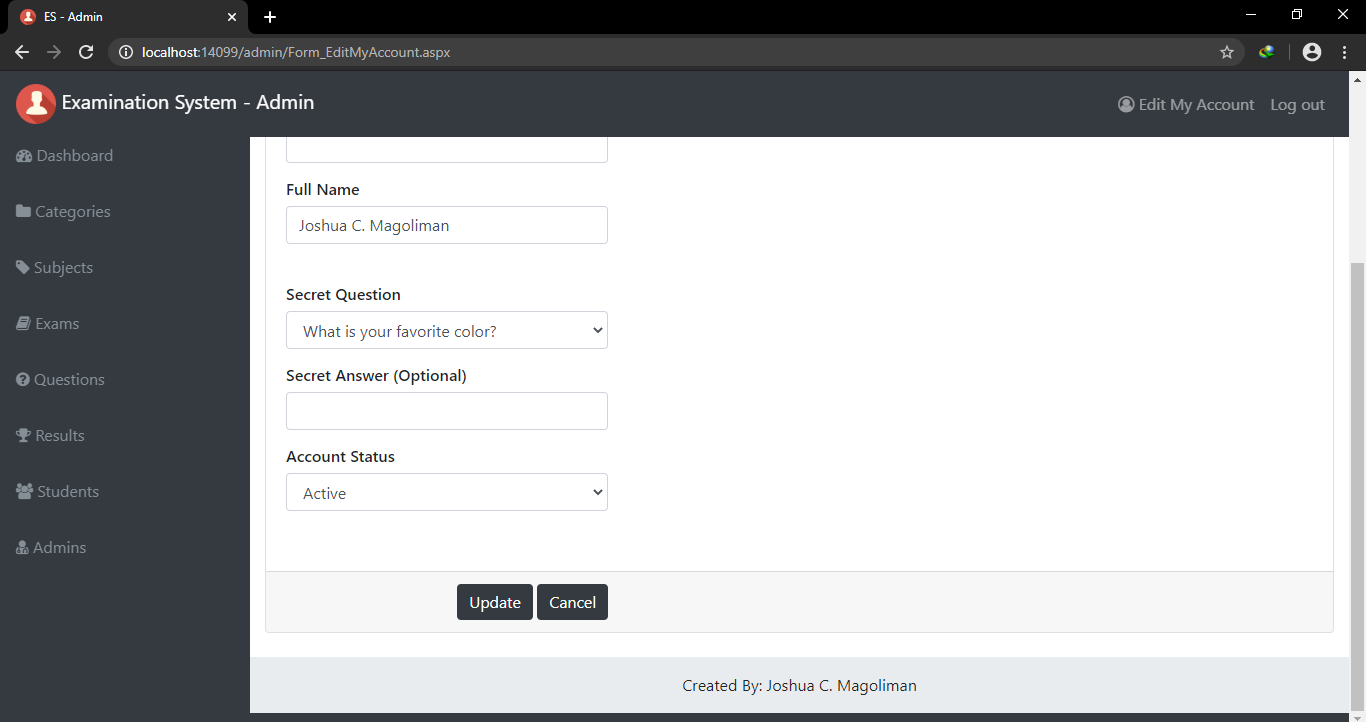 ES - Admin
localhost:14099/admin/Form_EditMyAccount.aspx
Examination System - Admin
Edit My Account
Log out
Dashboard
Categories
Subjects
Exams
Questions
Results
Students
Admins
Full Name
Joshua C. Magoliman
Secret Question
What is your favorite color?
Secret Answer (Optional)
Account Status
Active
Update
Cancel
Created By: Joshua C. Magoliman